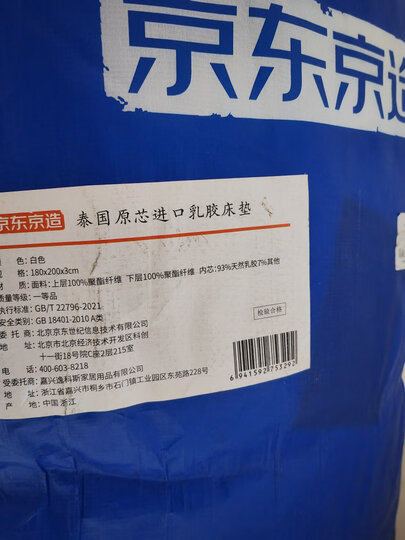 京东京造
京东京造 泰国原芯进口乳胶床垫
色：白色
格：180x200x3cm
质：面料：上层100%聚酯纤维 下层100%聚酯纤维 内芯：93%天然乳胶7%其他
质量等级：一等品
执行标准：GB/T 22796-2021
安全类别：GB 18401-2010 A类
委托商：北京京东世纪信息技术有限公司
地址：北京市北京经济技术开发区科创
十一街18号院C座2层215室
电话：400-603-8218
受委托商：嘉兴逸科斯家居用品有限公司
地址：浙江省嘉兴市桐乡市石门镇工业园区东苑路228号
产地：中国 浙江
检验合格
6941592753292